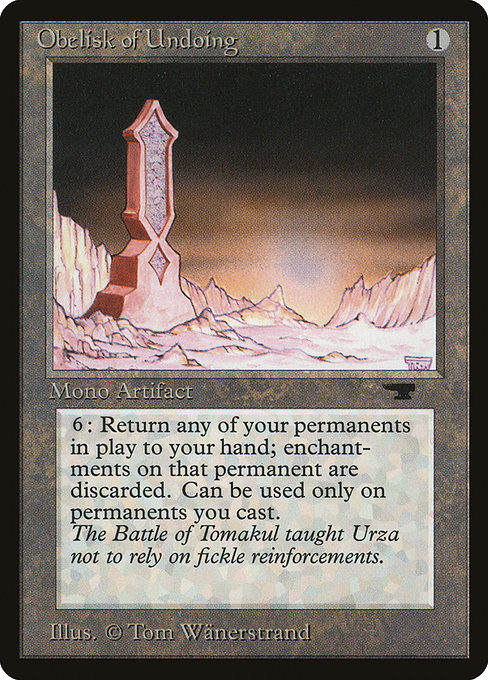 Obelisk of Undoing 1
Mono Artifact
6: Return any of your permanents
in play to your hand; enchant-
ments on that permanent are
discarded. Can be used only on
permanents you cast.
The Battle of Tomakul taught Urza
not to rely on fickle reinforcements.
Illus. © Tom Wänerstrand